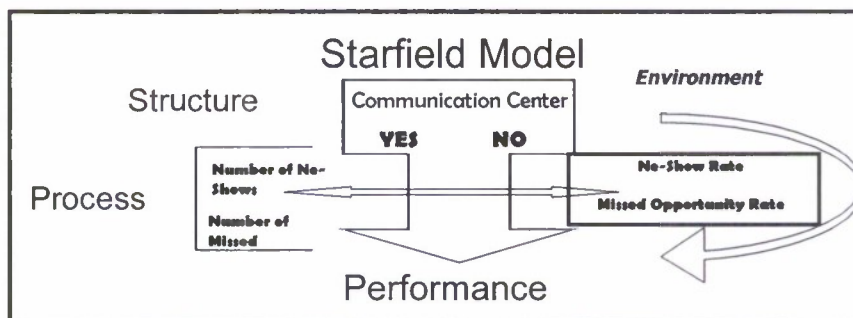 Starfield Model
Environment
Structure
Communication Center
YES NO
Number of No-
Shows
No-Show Rate
Process
Missed Opportunity Rate
Number of
Missed
Performance